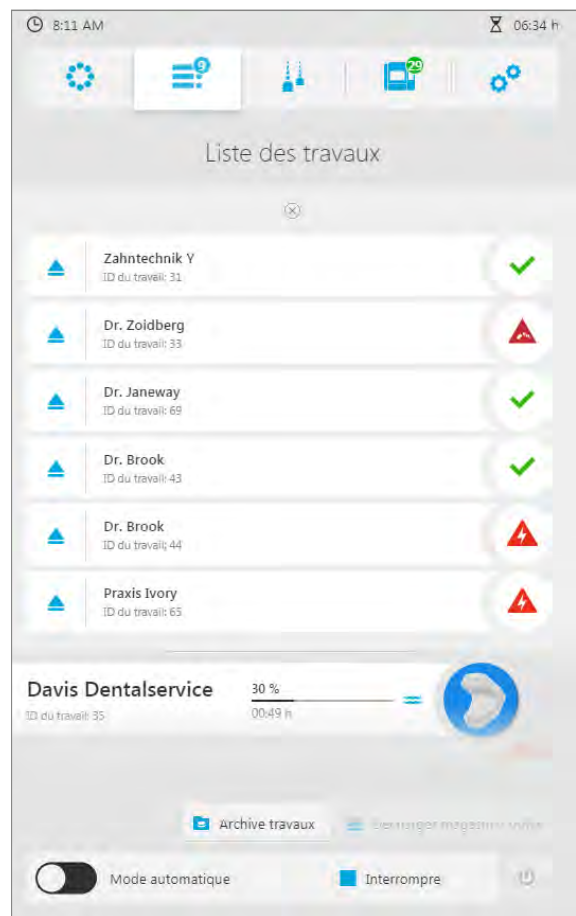 8:11 AM
06:34 h
9
29
Liste des travaux
Zahntechnik Y
ID du travail: 31
Dr. Zoidberg
ID du travail: 33
Dr. Janeway
ID du travail: 69
Dr. Brook
ID du travail: 43
Dr. Brook
ID du travail: 44
Praxis Ivory
ID du travail: 65
Davis Dentalservice
ID du travail: 35
30 %
00:49 h
Archive travaux
Mode automatique
Interrompre